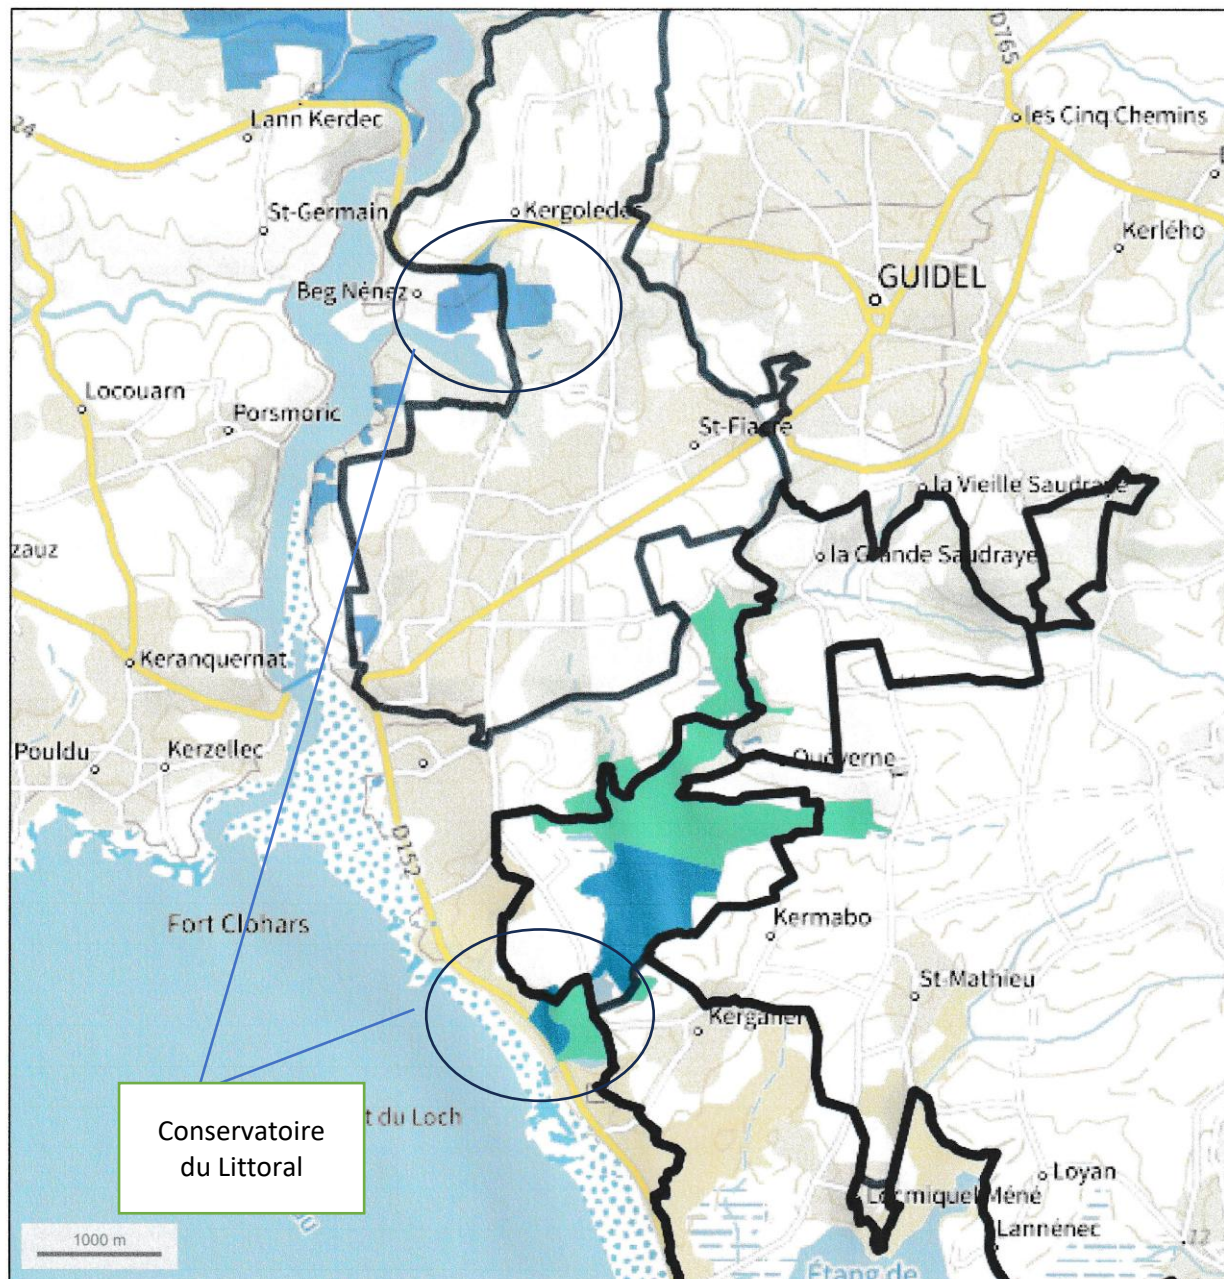 D765
24
Lann Kerdec
les Cinq Chemins
St-Germain
Kergoledec
Kerlého
Beg Nénez
GUIDEL
Locouarn
Porsmoric
St-Fiacre
la Vieille Saudraye
zauz
la Grande Saudraye
Keranquernat
Pouldu
Kerzellec
Quéverne
D152
Fort Clohars
Kermabo
St-Mathieu
Conservatoire
du Littoral
t du Loch
Loyan
Locmiquel Méné
Lannénec
1000 m
12
Étang de